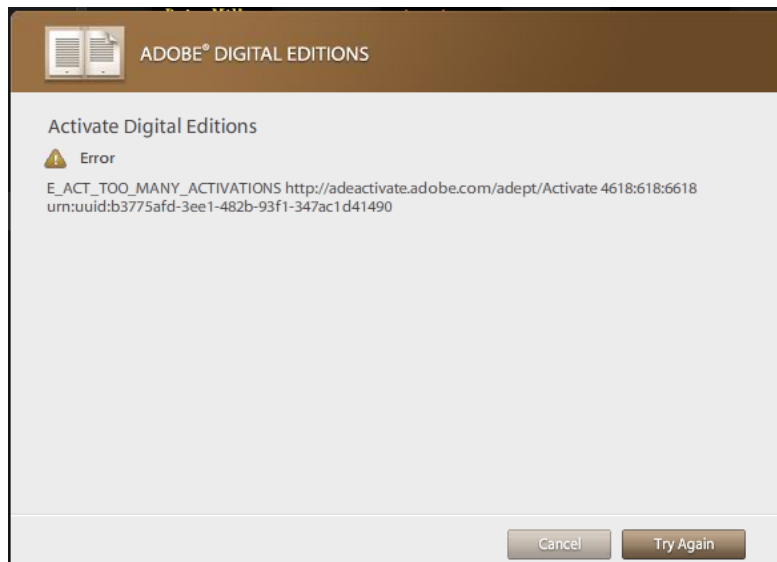 ADOBE® DIGITAL EDITIONS
Activate Digital Editions
Error
E_ACT_TOO_MANY_ACTIVATIONS http://adeactivate.adobe.com/adept/Activate 4618:618:6618
urn:uuid:b3775afd-3ee1-482b-93f1-347ac1d41490
Cancel
Try Again